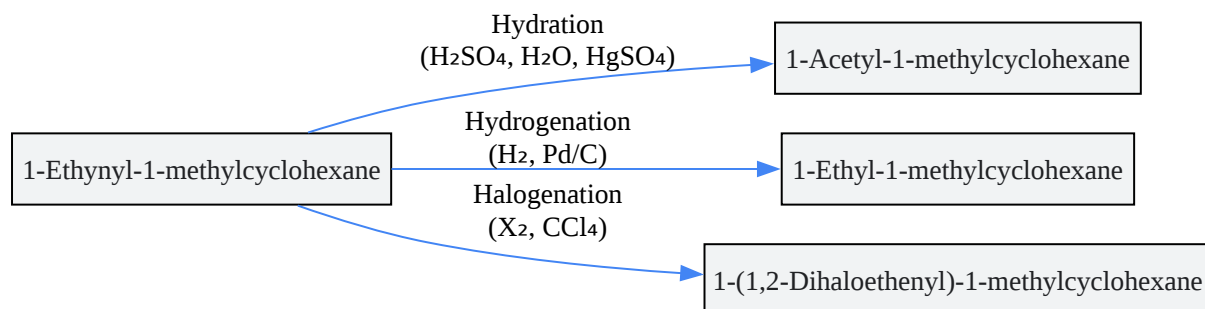 Hydration
(H₂SO₄, H₂O, HgSO₄)
1-Acetyl-1-methylcyclohexane
1-Ethynyl-1-methylcyclohexane
Hydrogenation
(H₂, Pd/C)
1-Ethyl-1-methylcyclohexane
Halogenation
(X₂, CCl₄)
1-(1,2-Dihaloethenyl)-1-methylcyclohexane